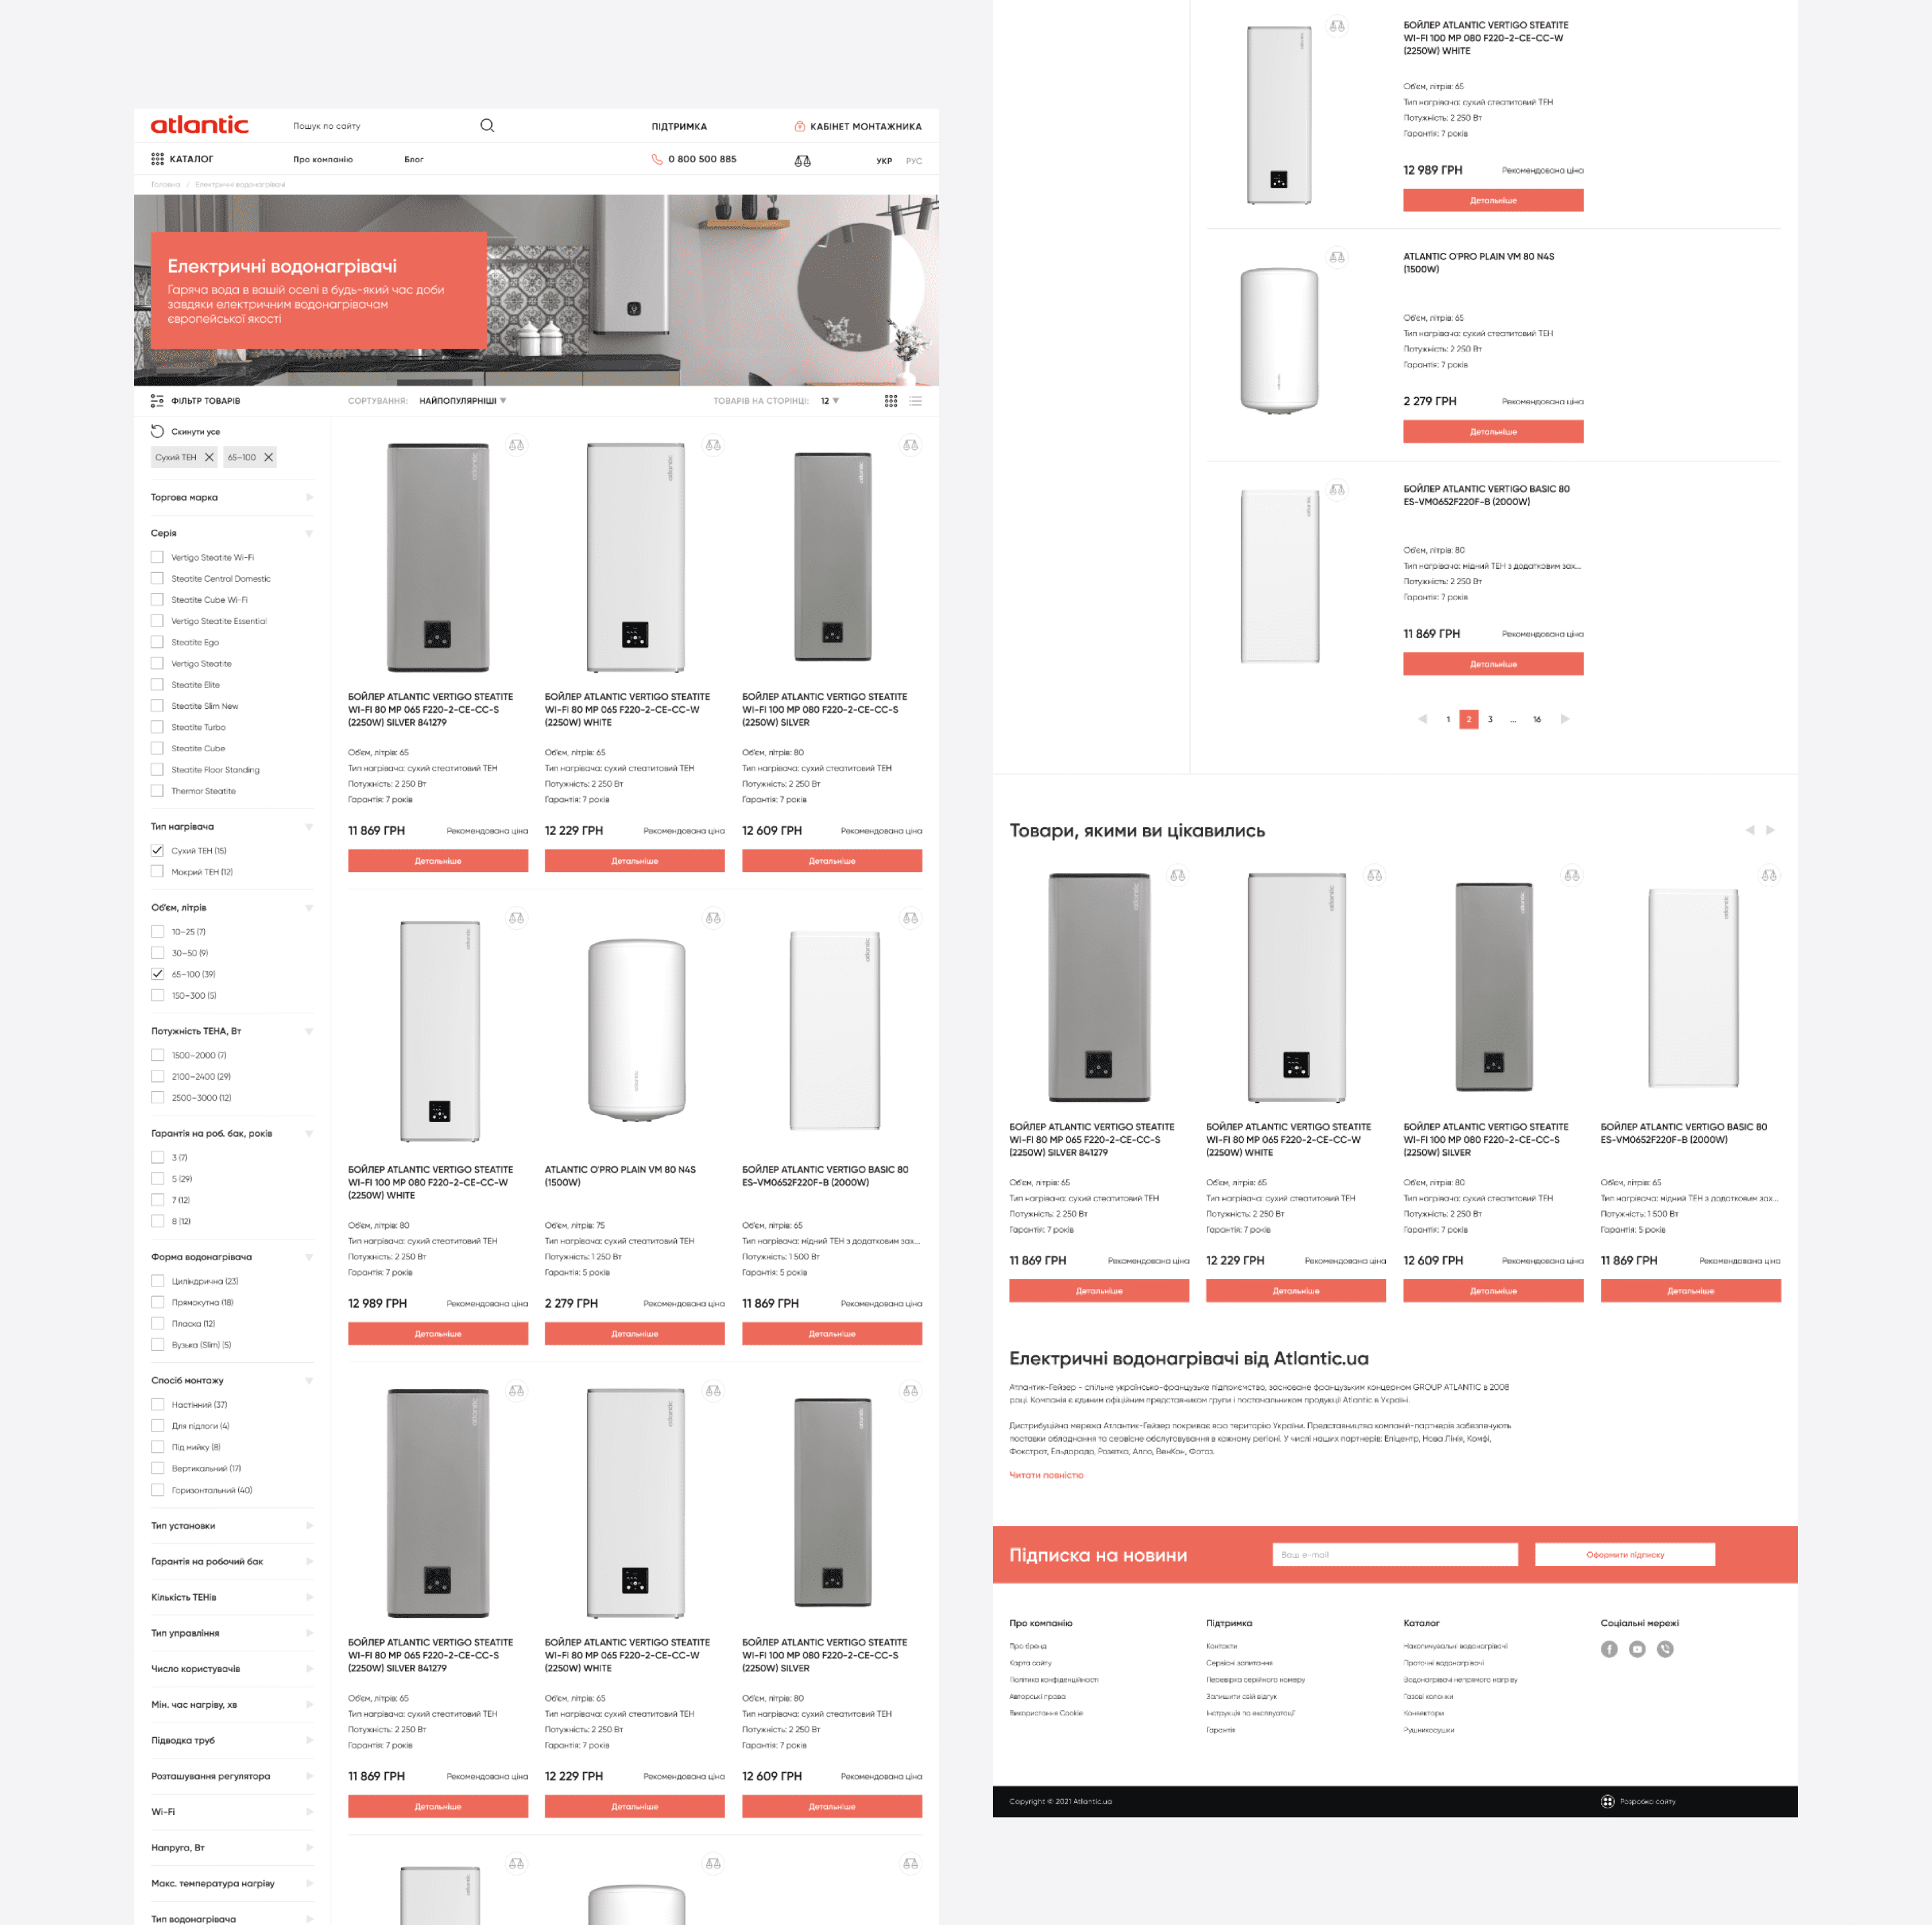 atlantic
Пошук по сайту
ПІДТРИМКА
КАБІНЕТ МОНТАЖНИКА
КАТАЛОГ
Про компанію
Блог
0 800 500 885
УКР
РУС
Головна / Електричні водонагрівачі
Електричні водонагрівачі
Гаряча вода в вашій оселі в будь-який час доби
завдяки електричним водонагрівачам
європейської якості
ФІЛЬТР ТОВАРІВ
СОРТУВАННЯ: НАЙПОПУЛЯРНІШІ
ТОВАРІВ НА СТОРІНЦІ: 12
Скинути усе
Сухий ТЕН
65–100
Торгова марка
Серія
Vertigo Steatite Wi-Fi
Steatite Central Domestic
Steatite Cube Wi-Fi
Vertigo Steatite Essential
Steatite Ego
Vertigo Steatite
Steatite Elite
Steatite Slim New
Steatite Turbo
Steatite Cube
Steatite Floor Standing
Thermor Steatite
Тип нагрівача
Сухий ТЕН (15)
Мокрий ТЕН (12)
Об'єм, літрів
10–25 (7)
30–50 (9)
65–100 (39)
150–300 (5)
Потужність ТЕНА, Вт
1500–2000 (7)
2100–2400 (29)
2500–3000 (12)
Гарантія на роб. бак, років
3 (7)
5 (29)
7 (12)
8 (12)
Форма водонагрівача
Циліндрична (23)
Прямокутна (18)
Пласка (12)
Вузька (Slim) (5)
Спосіб монтажу
Настінний (37)
Для підлоги (4)
Під мийку (8)
Вертикальний (17)
Горизонтальний (40)
Тип установки
Гарантія на робочий бак
Кількість ТЕНів
Тип управління
Число користувачів
Мін. час нагріву, хв
Підводка труб
Розташування регулятора
Wi-Fi
Напруга, Вт
Макс. температура нагріву
Тип водонагрівача
atlantic
БОЙЛЕР ATLANTIC VERTIGO STEATITE
WI-FI 80 MP 065 F220-2-CE-CC-S
(2250W) SILVER 841279
Об'єм, літрів: 65
Тип нагрівача: сухий стеатитовий ТЕН
Потужність: 2 250 Вт
Гарантія: 7 років
11 869 ГРН
Рекомендована ціна
Детальніше
atlantic
БОЙЛЕР ATLANTIC VERTIGO STEATITE
WI-FI 80 MP 065 F220-2-CE-CC-W
(2250W) WHITE
Об'єм, літрів: 65
Тип нагрівача: сухий стеатитовий ТЕН
Потужність: 2 250 Вт
Гарантія: 7 років
12 229 ГРН
Рекомендована ціна
Детальніше
atlantic
БОЙЛЕР ATLANTIC VERTIGO STEATITE
WI-FI 100 MP 080 F220-2-CE-CC-S
(2250W) SILVER
Об'єм, літрів: 80
Тип нагрівача: сухий стеатитовий ТЕН
Потужність: 2 250 Вт
Гарантія: 7 років
12 609 ГРН
Рекомендована ціна
Детальніше
atlantic
БОЙЛЕР ATLANTIC VERTIGO STEATITE
WI-FI 100 MP 080 F220-2-CE-CC-W
(2250W) WHITE
Об'єм, літрів: 80
Тип нагрівача: сухий стеатитовий ТЕН
Потужність: 2 250 Вт
Гарантія: 7 років
12 989 ГРН
Рекомендована ціна
Детальніше
atlantic
ATLANTIC O'PRO PLAIN VM 80 N4S
(1500W)
Об'єм, літрів: 75
Тип нагрівача: сухий стеатитовий ТЕН
Потужність: 1 250 Вт
Гарантія: 5 років
2 279 ГРН
Рекомендована ціна
Детальніше
atlantic
БОЙЛЕР ATLANTIC VERTIGO BASIC 80
ES-VM0652F220F-B (2000W)
Об'єм, літрів: 65
Тип нагрівача: мідний ТЕН з додатковим зах...
Потужність: 1 500 Вт
Гарантія: 5 років
11 869 ГРН
Рекомендована ціна
Детальніше
atlantic
БОЙЛЕР ATLANTIC VERTIGO STEATITE
WI-FI 80 MP 065 F220-2-CE-CC-S
(2250W) SILVER 841279
Об'єм, літрів: 65
Тип нагрівача: сухий стеатитовий ТЕН
Потужність: 2 250 Вт
Гарантія: 7 років
11 869 ГРН
Рекомендована ціна
Детальніше
atlantic
БОЙЛЕР ATLANTIC VERTIGO STEATITE
WI-FI 80 MP 065 F220-2-CE-CC-W
(2250W) WHITE
Об'єм, літрів: 65
Тип нагрівача: сухий стеатитовий ТЕН
Потужність: 2 250 Вт
Гарантія: 7 років
12 229 ГРН
Рекомендована ціна
Детальніше
atlantic
БОЙЛЕР ATLANTIC VERTIGO STEATITE
WI-FI 100 MP 080 F220-2-CE-CC-S
(2250W) SILVER
Об'єм, літрів: 80
Тип нагрівача: сухий стеатитовий ТЕН
Потужність: 2 250 Вт
Гарантія: 7 років
12 609 ГРН
Рекомендована ціна
Детальніше
atlantic
atlantic
БОЙЛЕР ATLANTIC VERTIGO STEATITE
WI-FI 100 MP 080 F220-2-CE-CC-W
(2250W) WHITE
Об'єм, літрів: 65
Тип нагрівача: сухий стеатитовий ТЕН
Потужність: 2 250 Вт
Гарантія: 7 років
12 989 ГРН
Рекомендована ціна
Детальніше
atlantic
ATLANTIC O'PRO PLAIN VM 80 N4S
(1500W)
Об'єм, літрів: 65
Тип нагрівача: сухий стеатитовий ТЕН
Потужність: 2 250 Вт
Гарантія: 7 років
2 279 ГРН
Рекомендована ціна
Детальніше
atlantic
БОЙЛЕР ATLANTIC VERTIGO BASIC 80
ES-VM0652F220F-B (2000W)
Об'єм, літрів: 80
Тип нагрівача: мідний ТЕН з додатковим зах...
Потужність: 2 250 Вт
Гарантія: 7 років
11 869 ГРН
Рекомендована ціна
Детальніше
1 2 3 ... 16
Товари, якими ви цікавились
atlantic
БОЙЛЕР ATLANTIC VERTIGO STEATITE
WI-FI 80 MP 065 F220-2-CE-CC-S
(2250W) SILVER 841279
Об'єм, літрів: 65
Тип нагрівача: сухий стеатитовий ТЕН
Потужність: 2 250 Вт
Гарантія: 7 років
11 869 ГРН
Рекомендована ціна
Детальніше
atlantic
БОЙЛЕР ATLANTIC VERTIGO STEATITE
WI-FI 80 MP 065 F220-2-CE-CC-W
(2250W) WHITE
Об'єм, літрів: 65
Тип нагрівача: сухий стеатитовий ТЕН
Потужність: 2 250 Вт
Гарантія: 7 років
12 229 ГРН
Рекомендована ціна
Детальніше
atlantic
БОЙЛЕР ATLANTIC VERTIGO STEATITE
WI-FI 100 MP 080 F220-2-CE-CC-S
(2250W) SILVER
Об'єм, літрів: 80
Тип нагрівача: сухий стеатитовий ТЕН
Потужність: 2 250 Вт
Гарантія: 7 років
12 609 ГРН
Рекомендована ціна
Детальніше
atlantic
БОЙЛЕР ATLANTIC VERTIGO BASIC 80
ES-VM0652F220F-B (2000W)
Об'єм, літрів: 65
Тип нагрівача: мідний ТЕН з додатковим зах...
Потужність: 1 500 Вт
Гарантія: 5 років
11 869 ГРН
Рекомендована ціна
Детальніше
Електричні водонагрівачі від Atlantic.ua
Атлантик-Гейзер - спільне українсько-французьке підприємство, засноване французьким концерном GROUP ATLANTIC в 2008
році. Компанія є єдиним офіційним представником групи і постачальником продукції Atlantic в Україні.
Дистрибуційна мережа Атлантик-Гейзер покриває всю територію України. Представництва компаній-партнерів забезпечують
поставки обладнання та сервісне обслуговування в кожному регіоні. У числі наших партнерів: Епіцентр, Нова Лінія, Комфі,
Фокстрот, Ельдорадо, Розетка, Алло, ВенКон, Фотоз.
Читати повністю
Підписка на новини
Ваш e-mail
Оформити підписку
Про компанію
Про бренд
Карта сайту
Політика конфіденційності
Авторські права
Використання Cookie
Підтримка
Контакти
Сервісні запитання
Перевірка серійного номеру
Залишити свій відгук
Інструкція по експлуатації
Гарантія
Каталог
Накопичувальні водонагрівачі
Проточні водонагрівачі
Водонагрівачі непрямого нагріву
Газові колонки
Конвектори
Рушникосушки
Соціальні мережі
Copyright © 2021 Atlantic.ua
Розробка сайту